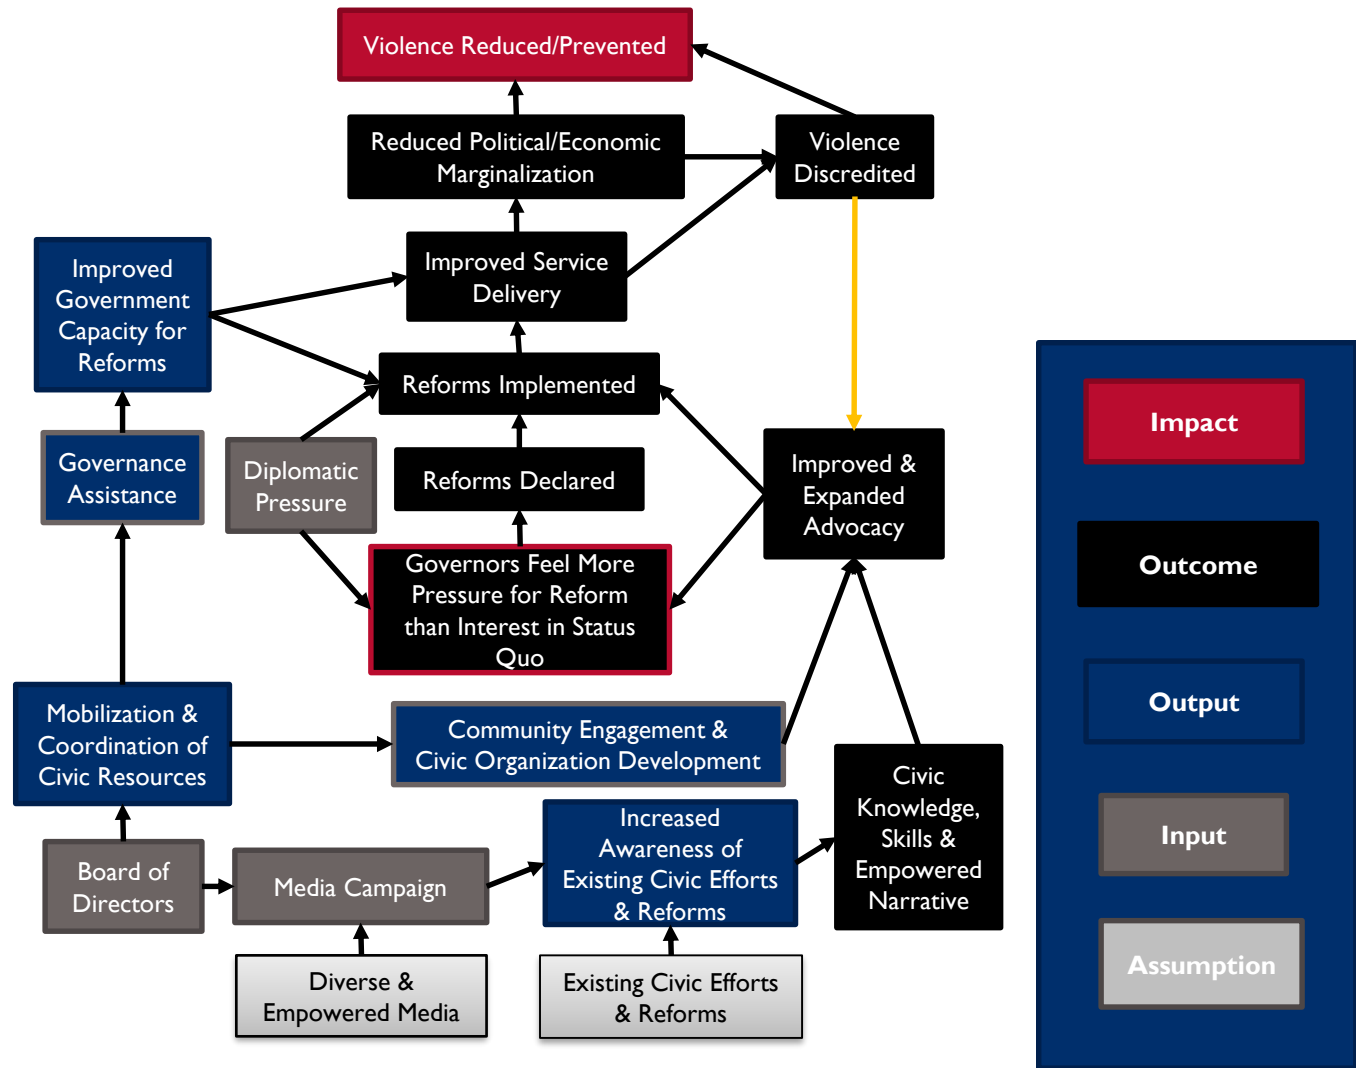 Violence Reduced/Prevented
Reduced Political/Economic
Marginalization
Violence
Discredited
Improved
Government
Capacity for
Reforms
Improved Service
Delivery
Reforms Implemented
Governance
Assistance
Diplomatic
Pressure
Reforms Declared
Improved &
Expanded
Advocacy
Governors Feel More
Pressure for Reform
than Interest in Status
Quo
Mobilization &
Coordination of
Civic Resources
Community Engagement &
Civic Organization Development
Civic
Knowledge,
Skills &
Empowered
Narrative
Board of
Directors
Media Campaign
Increased
Awareness of
Existing Civic Efforts
& Reforms
Diverse &
Empowered Media
Existing Civic Efforts
& Reforms
Impact
Outcome
Output
Input
Assumption